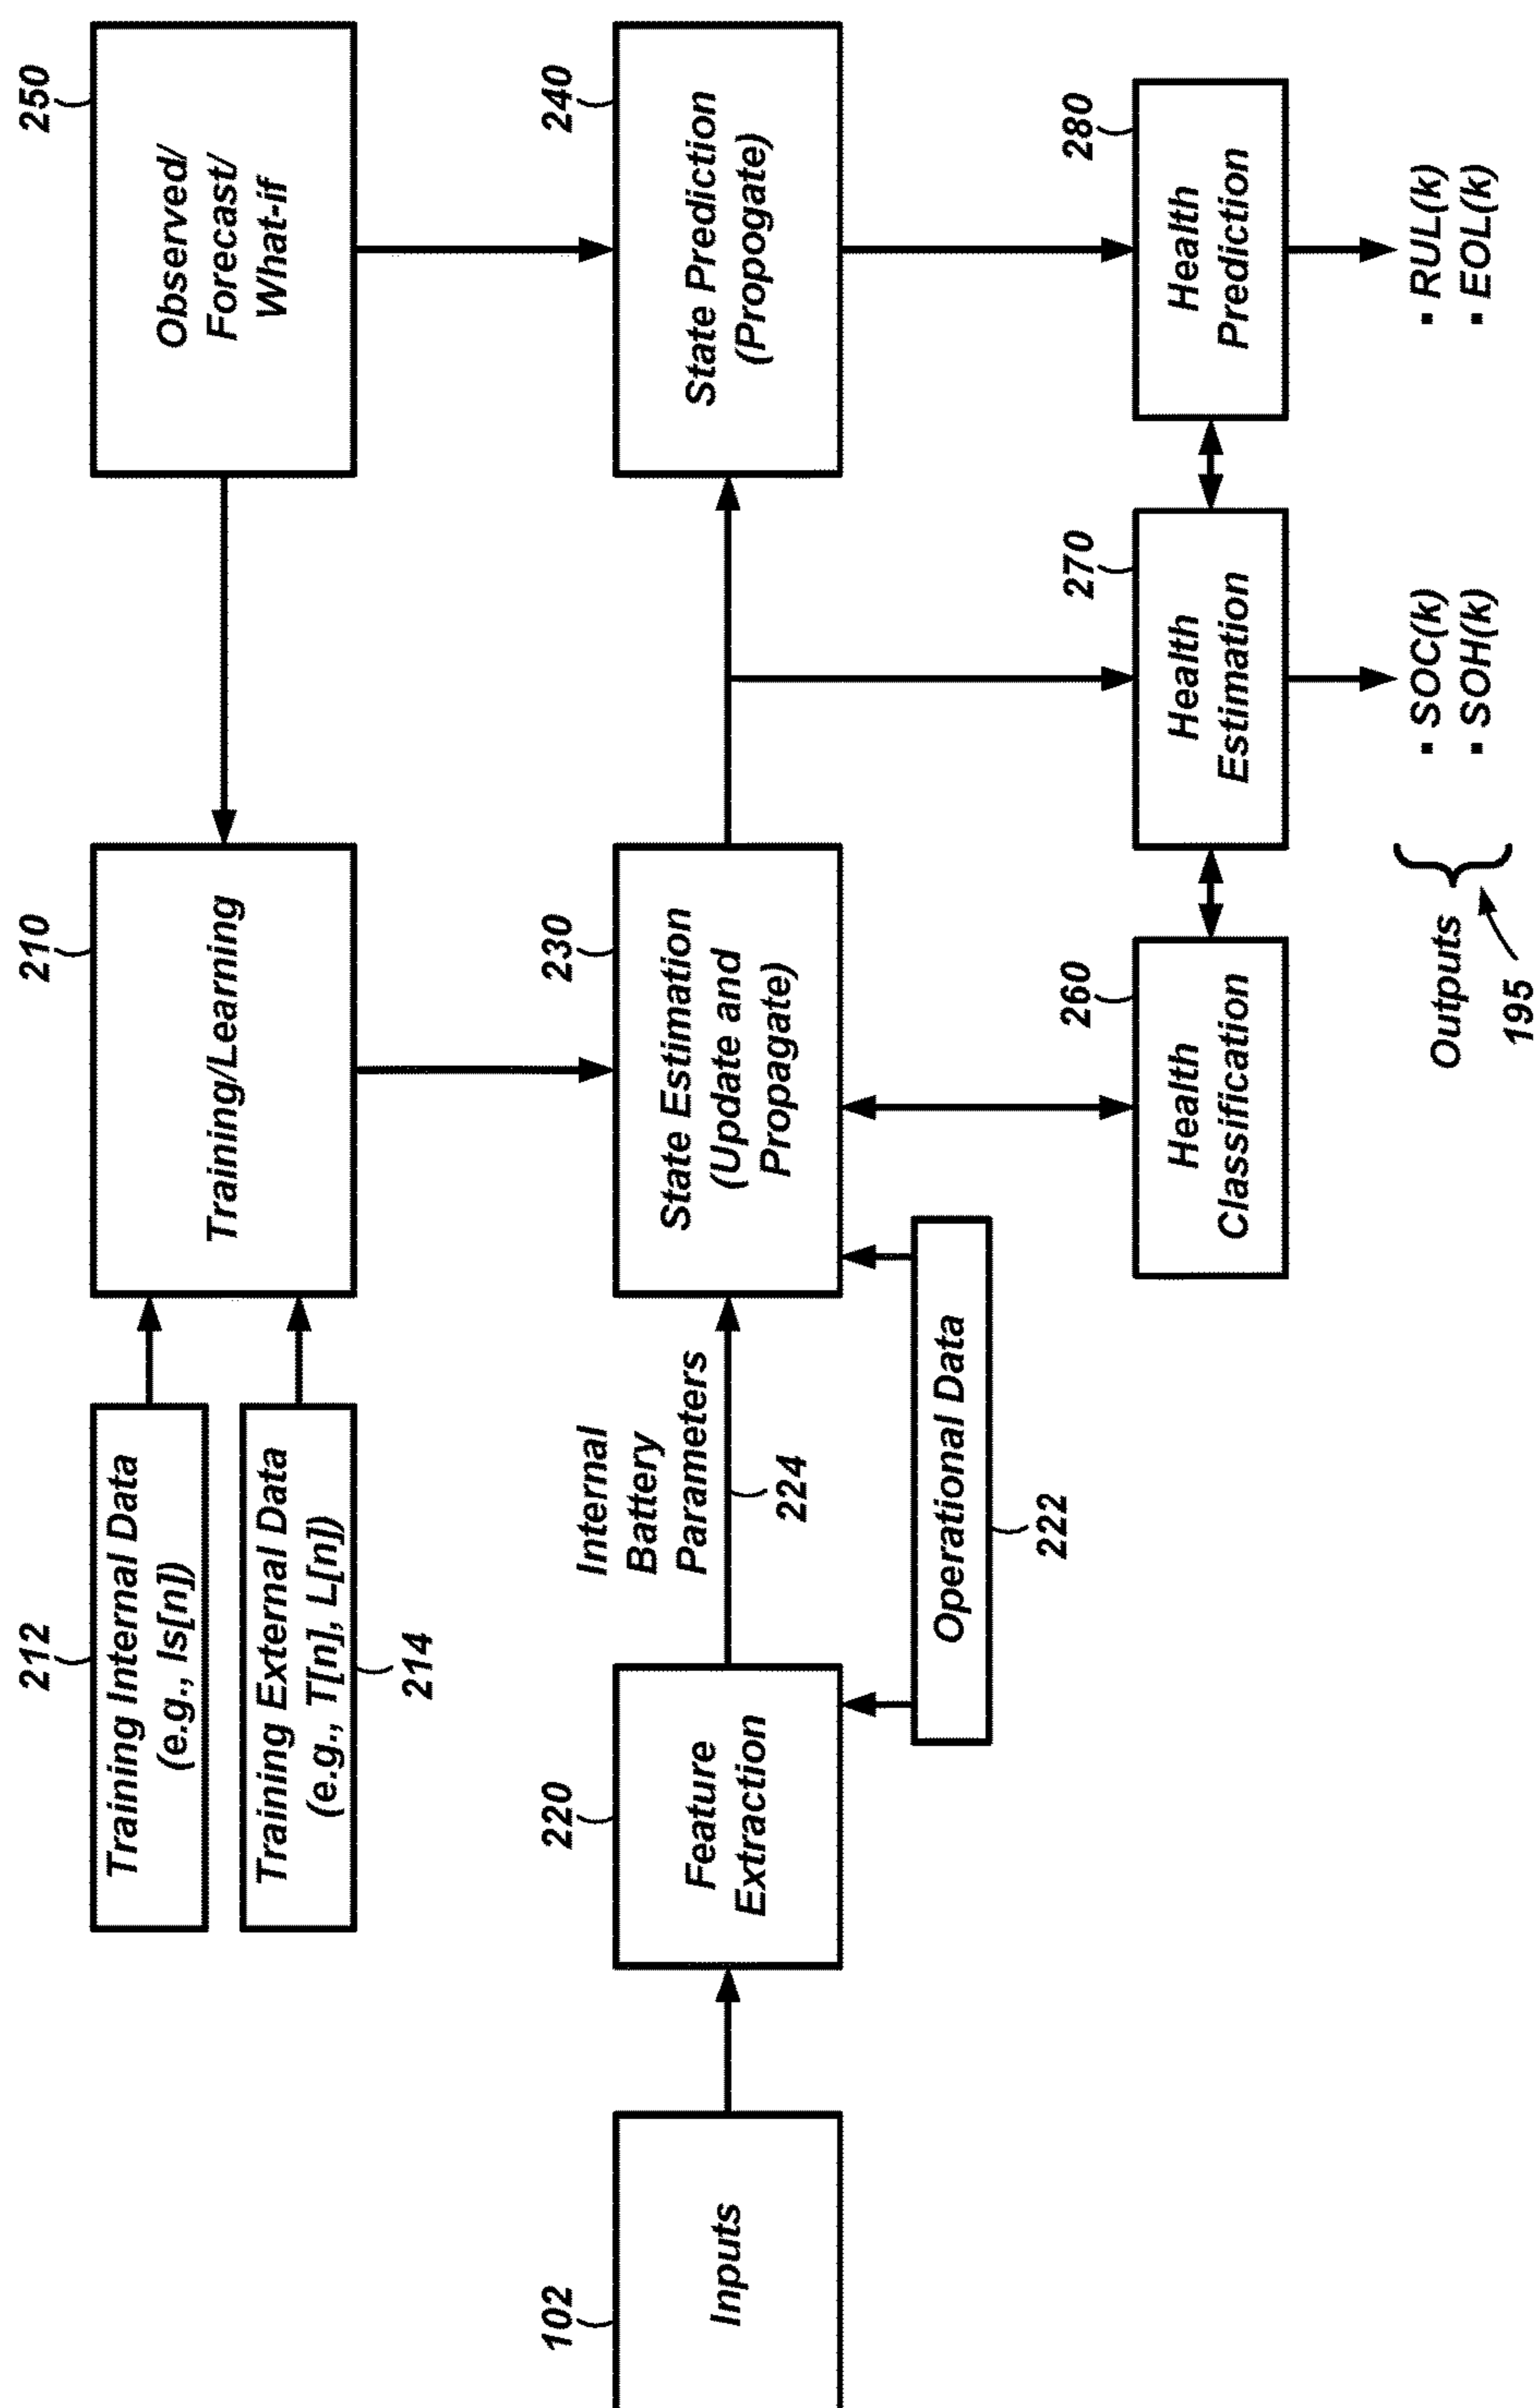 212
Training Internal Data
(e.g., Is[n])
Training External Data
(e.g., T[n], L[n])
214
210
Training/Learning
250
Observed/
Forecast/
What-if
102
Inputs
220
Feature
Extraction
Internal
Battery
Parameters
224
Operational Data
222
230
State Estimation
(Update and
Propagate)
240
State Prediction
(Propogate)
260
Health
Classification
270
Health
Estimation
280
Health
Prediction
Outputs
195
▪ SOC(k)
▪ SOH(k)
▪ RUL(k)
▪ EOL(k)